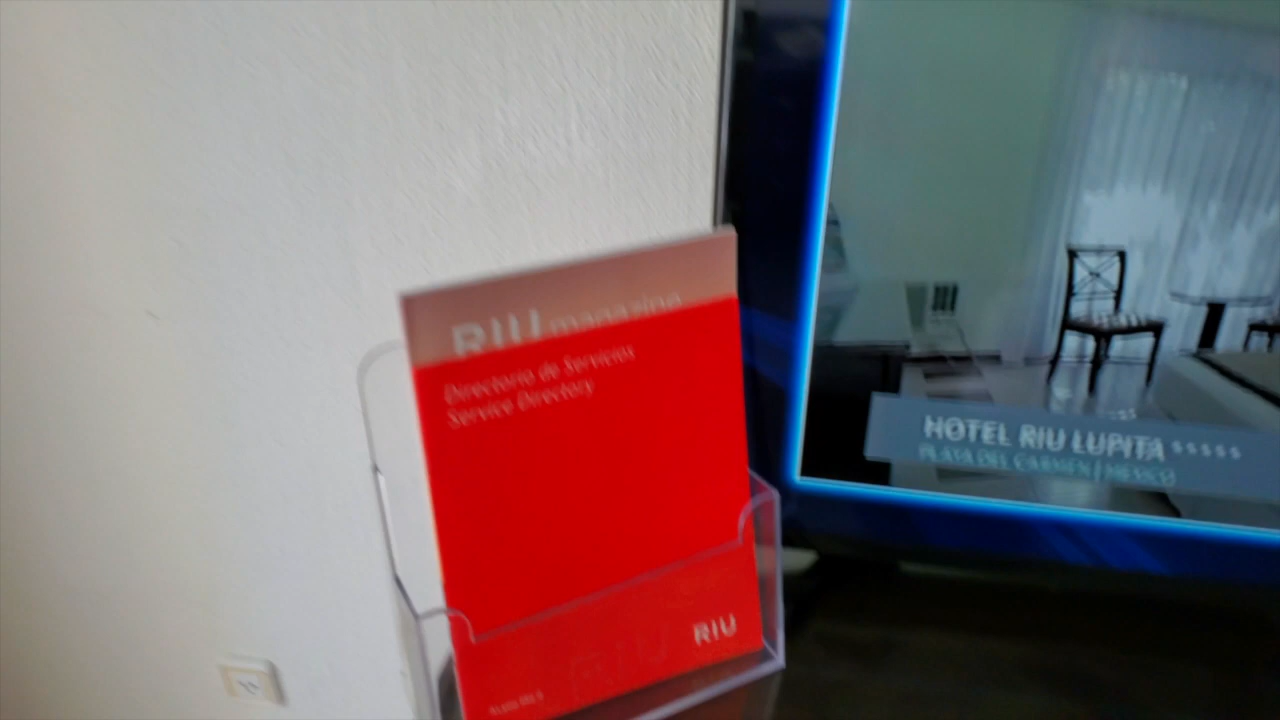 RIU magazine
Directorio de Servicios
Service Directory
RIU
HOTEL RIU LUPITA *****
PLAYA DEL CARMEN / MEXICO